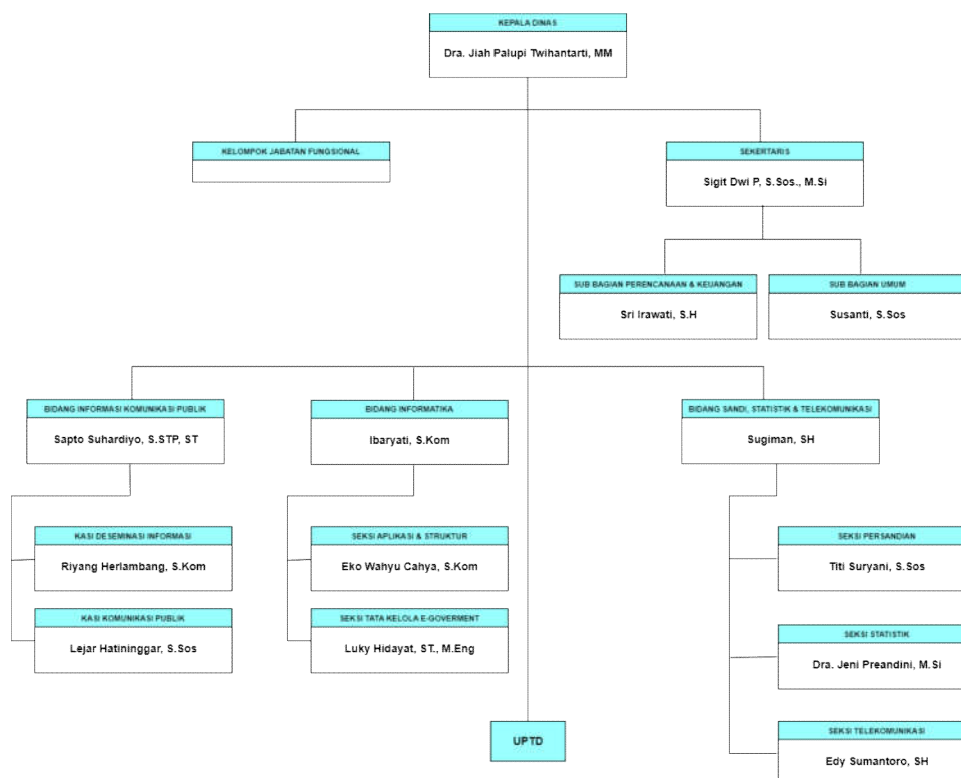 KEPALA DINAS
Dra. Jiah Palupi Twihantarti, MM
KELOMPOK JABATAN FUNGSIONAL
SEKERTARIS
Sigit Dwi P, S.Sos., M.Si
SUB BAGIAN PERENCANAAN & KEUANGAN
Sri Irawati, S.H
SUB BAGIAN UMUM
Susanti, S.Sos
BIDANG INFORMASI KOMUNIKASI PUBLIK
Sapto Suhardiyo, S.STP, ST
BIDANG INFORMATIKA
Ibaryati, S.Kom
BIDANG SANDI, STATISTIK & TELEKOMUNIKASI
Sugiman, SH
KASI DESEMINASI INFORMASI
Riyang Herlambang, S.Kom
KASI KOMUNIKASI PUBLIK
Lejar Hatininggar, S.Sos
SEKSI APLIKASI & STRUKTUR
Eko Wahyu Cahya, S.Kom
SEKSI TATA KELOLA E-GOVERMENT
Luky Hidayat, ST., M.Eng
SEKSI PERSANDIAN
Titi Suryani, S.Sos
SEKSI STATISTIK
Dra. Jeni Preandini, M.Si
SEKSI TELEKOMUNIKASI
Edy Sumantoro, SH
UPTD